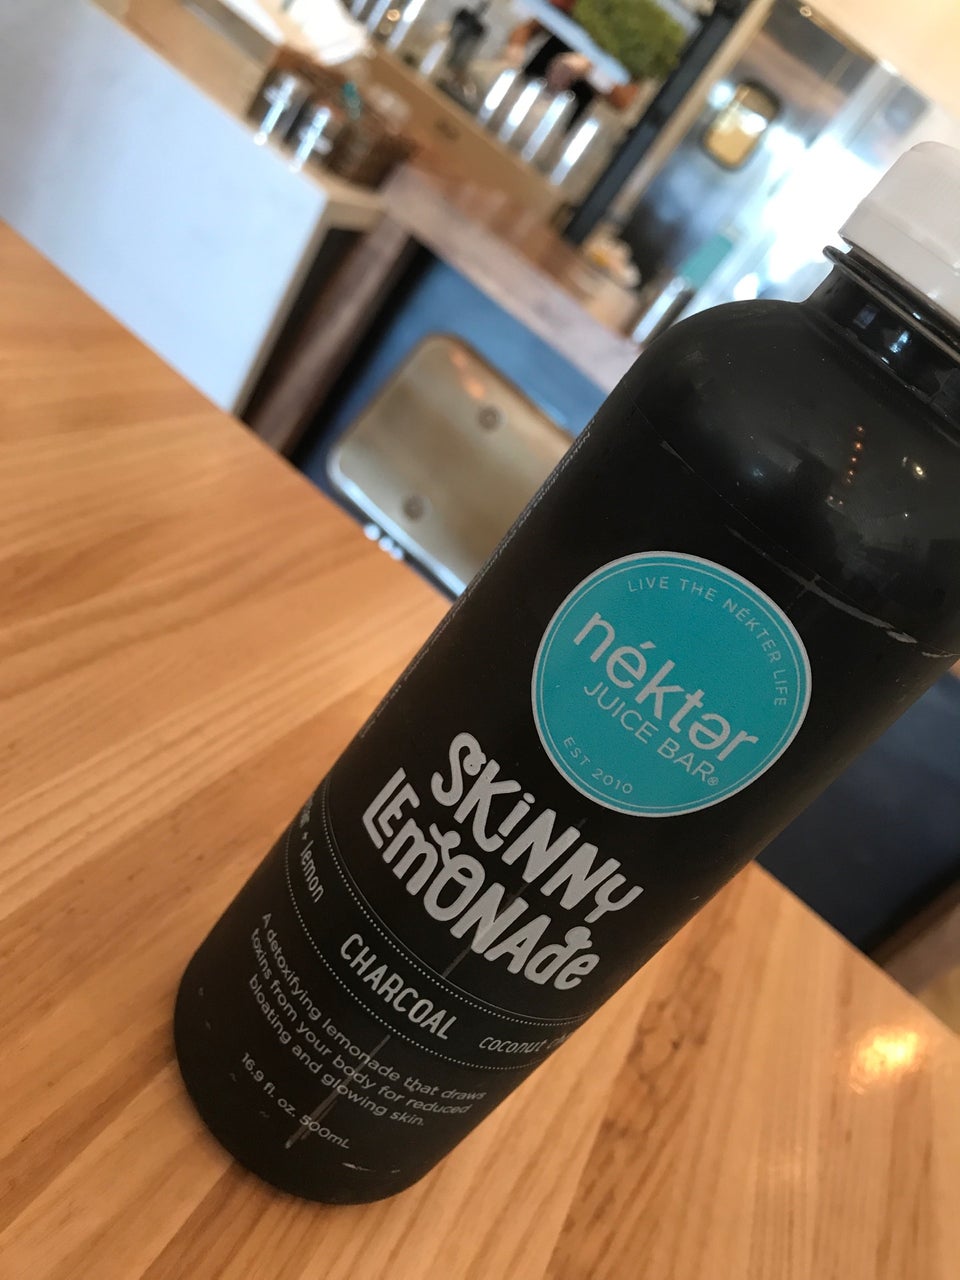 LIVE THE NÉKTER LIFE
néktər
JUICE BAR®
EST 2010
SKiNNy
LEmONAde
+ lemon
CHARCOAL
coconut
A detoxifying lemonade that draws
toxins from your body for reduced
bloating and glowing skin.
16.9 fl. oz. 500mL